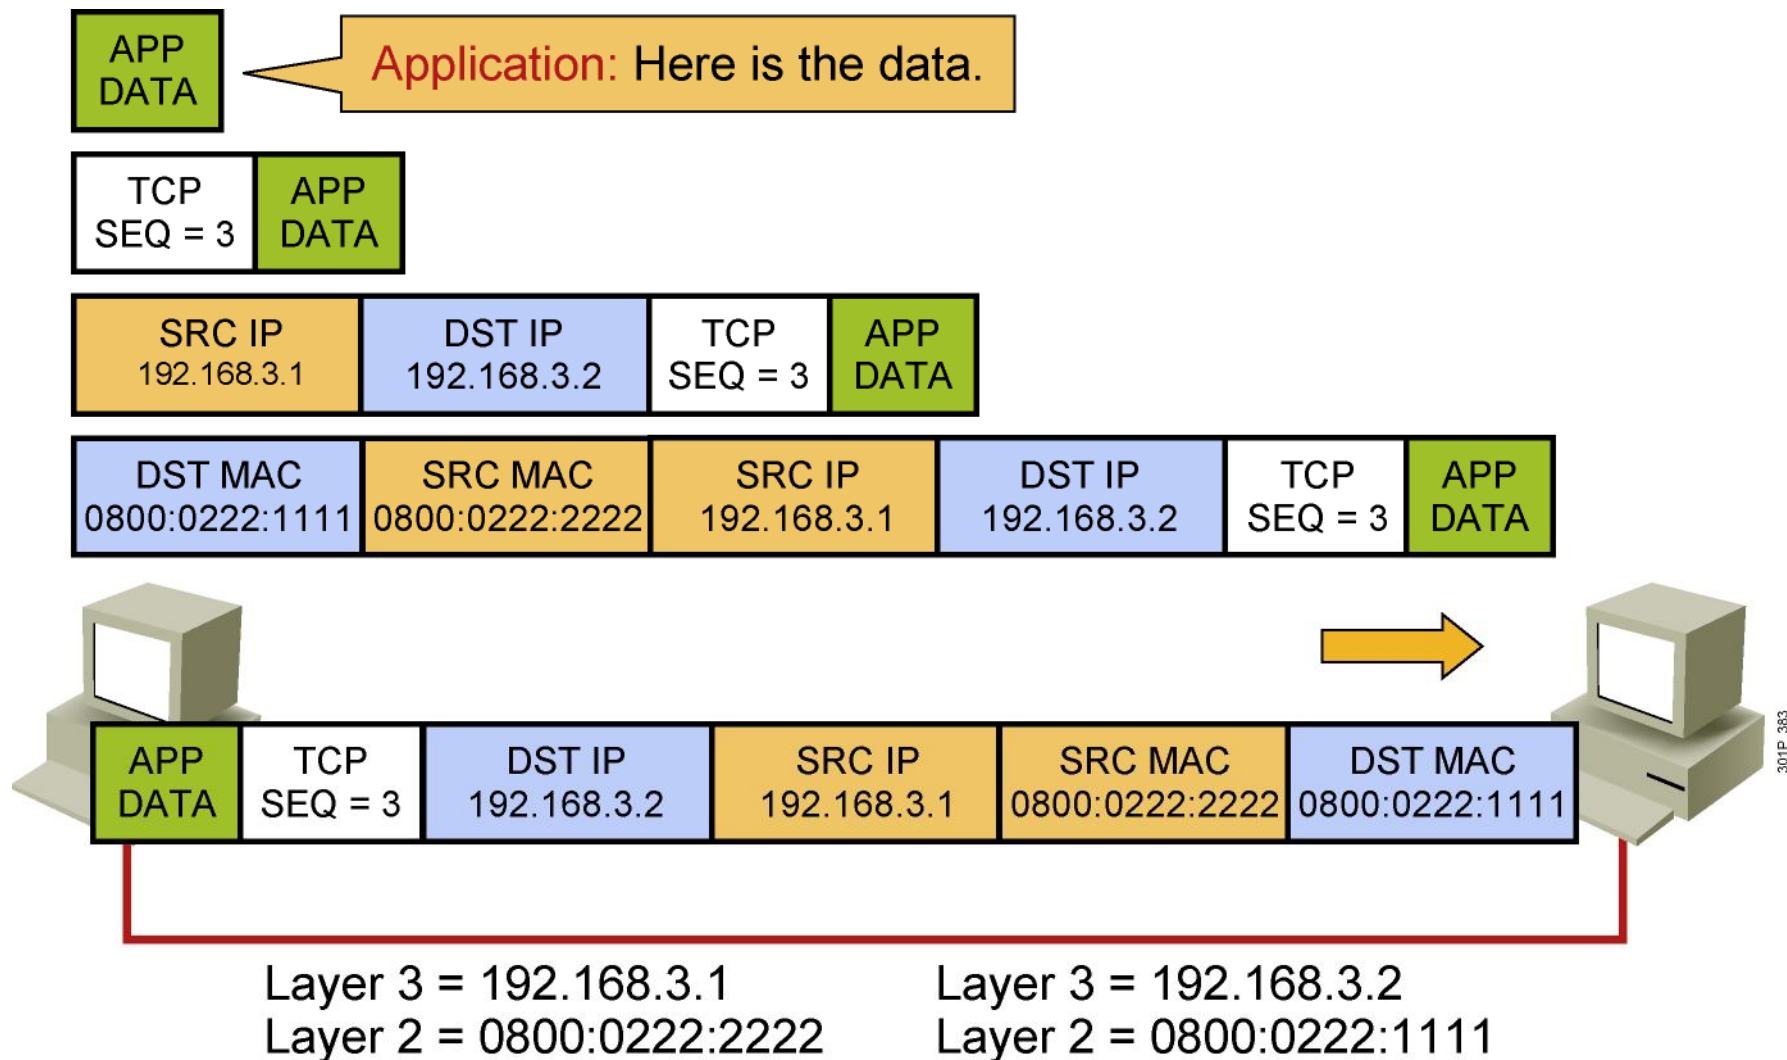 APP
DATA
Application: Here is the data.
TCP
SEQ = 3
APP
DATA
SRC IP
192.168.3.1
DST IP
192.168.3.2
TCP
SEQ = 3
APP
DATA
DST MAC
0800:0222:1111
SRC MAC
0800:0222:2222
SRC IP
192.168.3.1
DST IP
192.168.3.2
TCP
SEQ = 3
APP
DATA
APP
DATA
TCP
SEQ = 3
DST IP
192.168.3.2
SRC IP
192.168.3.1
SRC MAC
0800:0222:2222
DST MAC
0800:0222:1111
301P_383
Layer 3 = 192.168.3.1
Layer 2 = 0800:0222:2222
Layer 3 = 192.168.3.2
Layer 2 = 0800:0222:1111